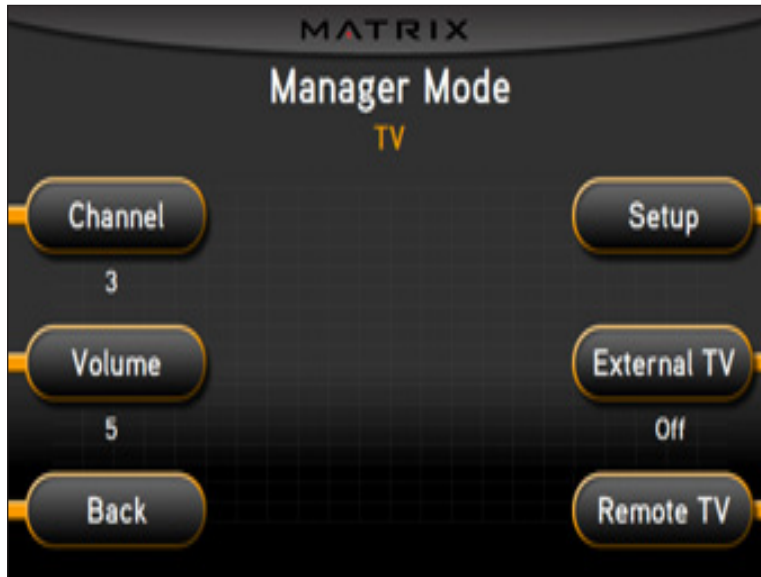 MATRIX
Manager Mode
TV
Channel
Setup
3
Volume
External TV
5
Off
Back
Remote TV